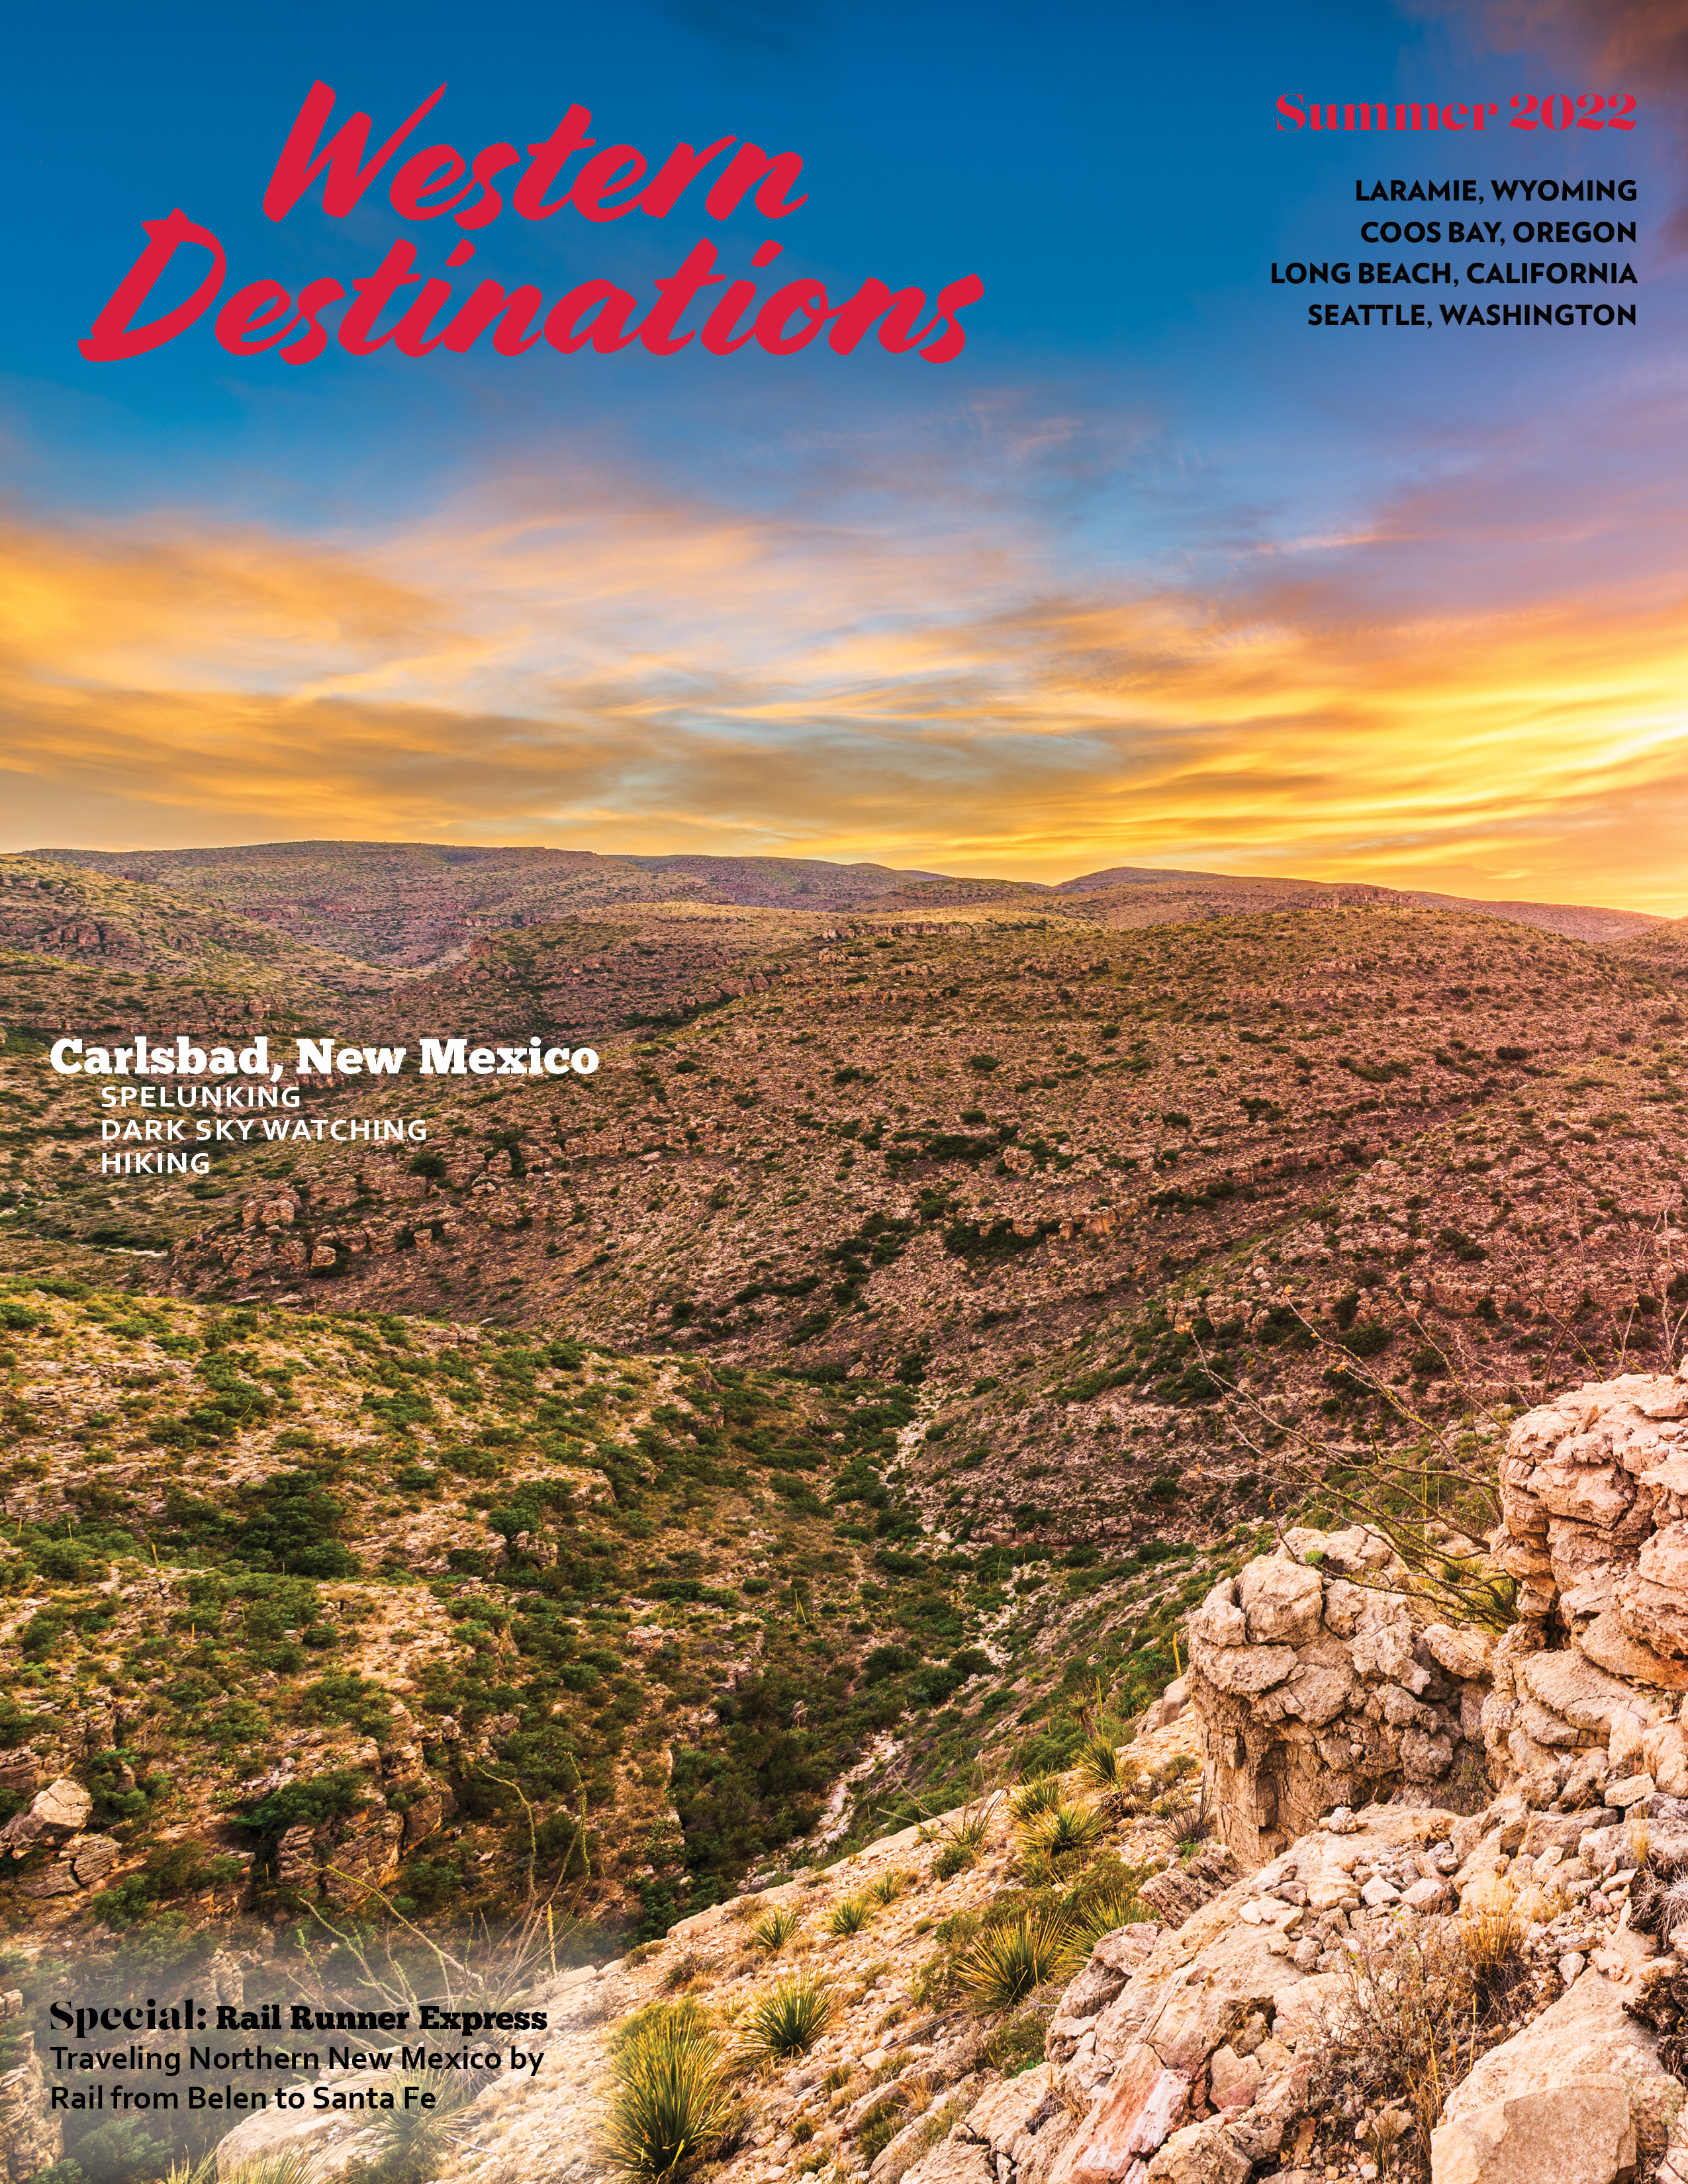 Western
Destinations
Summer 2022
LARAMIE, WYOMING
COOS BAY, OREGON
LONG BEACH, CALIFORNIA
SEATTLE, WASHINGTON
Carlsbad, New Mexico
SPELUNKING
DARK SKY WATCHING
HIKING
Special: Rail Runner Express
Traveling Northern New Mexico by
Rail from Belen to Santa Fe